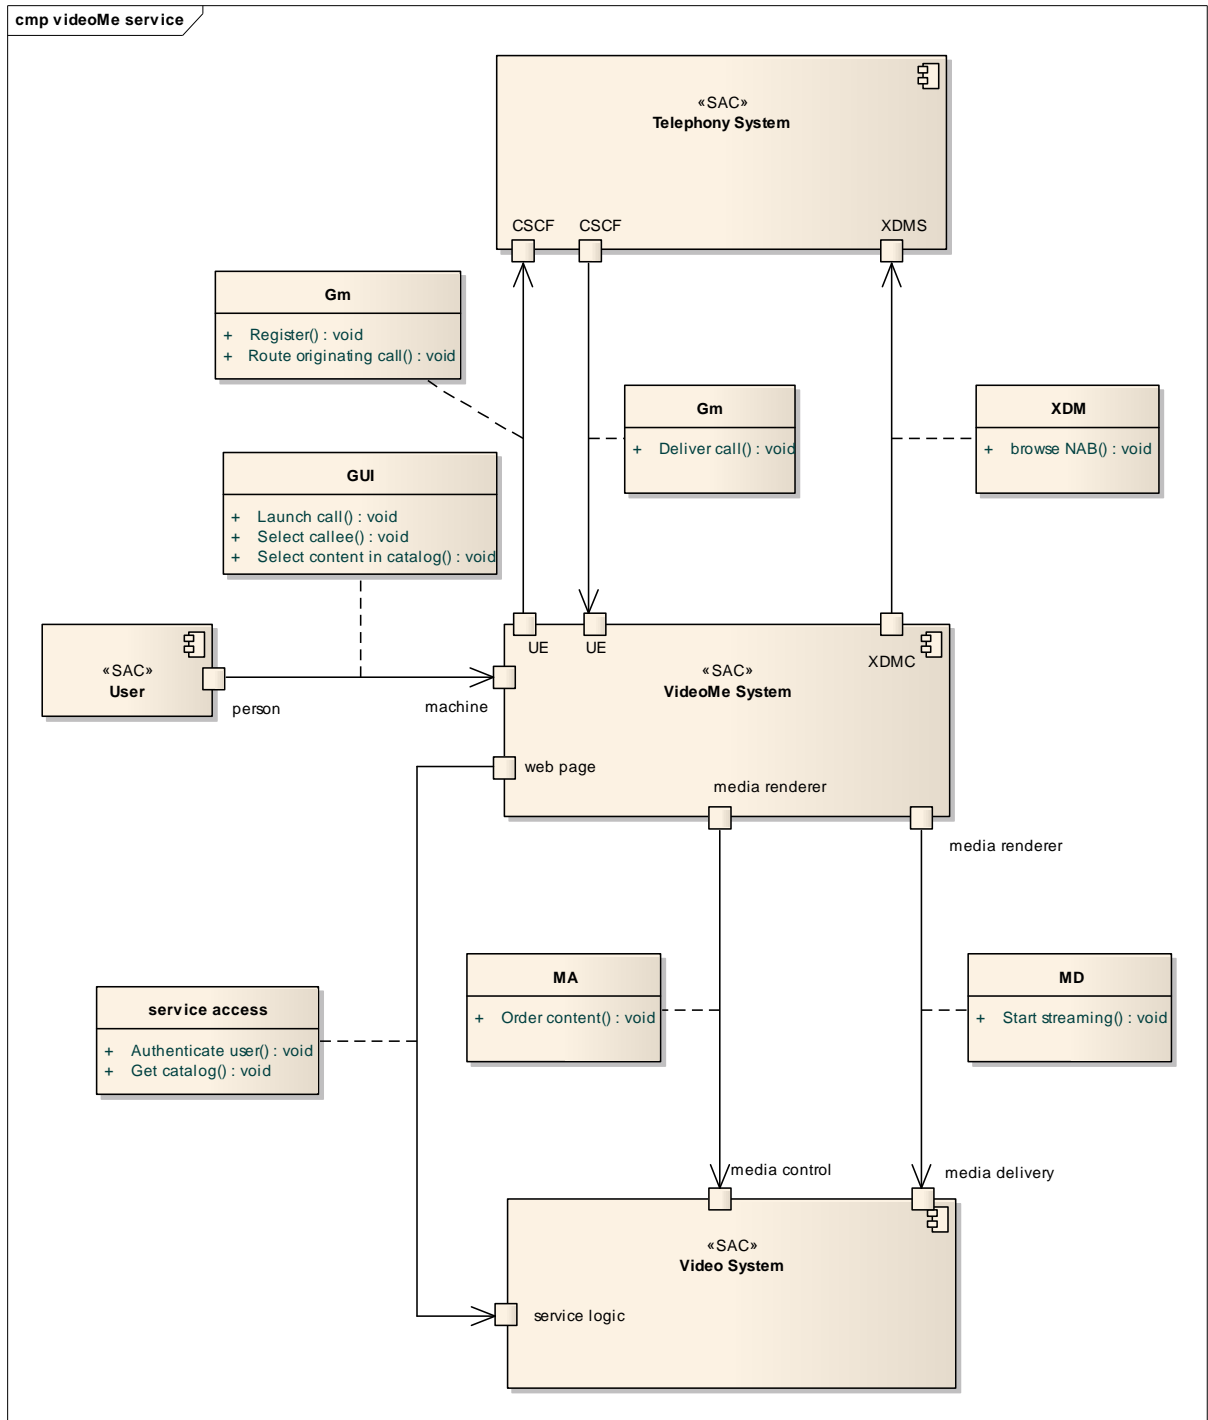 cmp videoMe service
«SAC»
Telephony System
CSCF
CSCF
XDMS
Gm
+ Register() : void
+ Route originating call() : void
Gm
+ Deliver call() : void
XDM
+ browse NAB() : void
GUI
+ Launch call() : void
+ Select callee() : void
+ Select content in catalog() : void
«SAC»
User
person
machine
UE
UE
XDMC
«SAC»
VideoMe System
web page
media renderer
media renderer
service access
+ Authenticate user() : void
+ Get catalog() : void
MA
+ Order content() : void
MD
+ Start streaming() : void
media control
media delivery
«SAC»
Video System
service logic